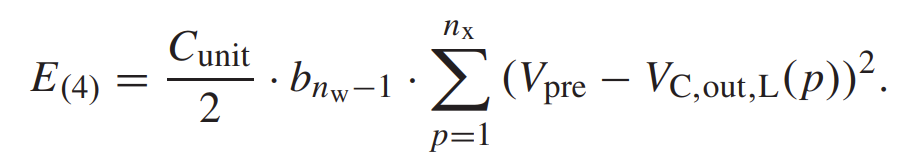 E_{(4)} = \frac{C_{\text{unit}}}{2} \cdot b_{n_{\text{w}}-1} \cdot \sum_{p=1}^{n_{\text{x}}} (V_{\text{pre}} - V_{\text{C,out,L}}(p))^2.